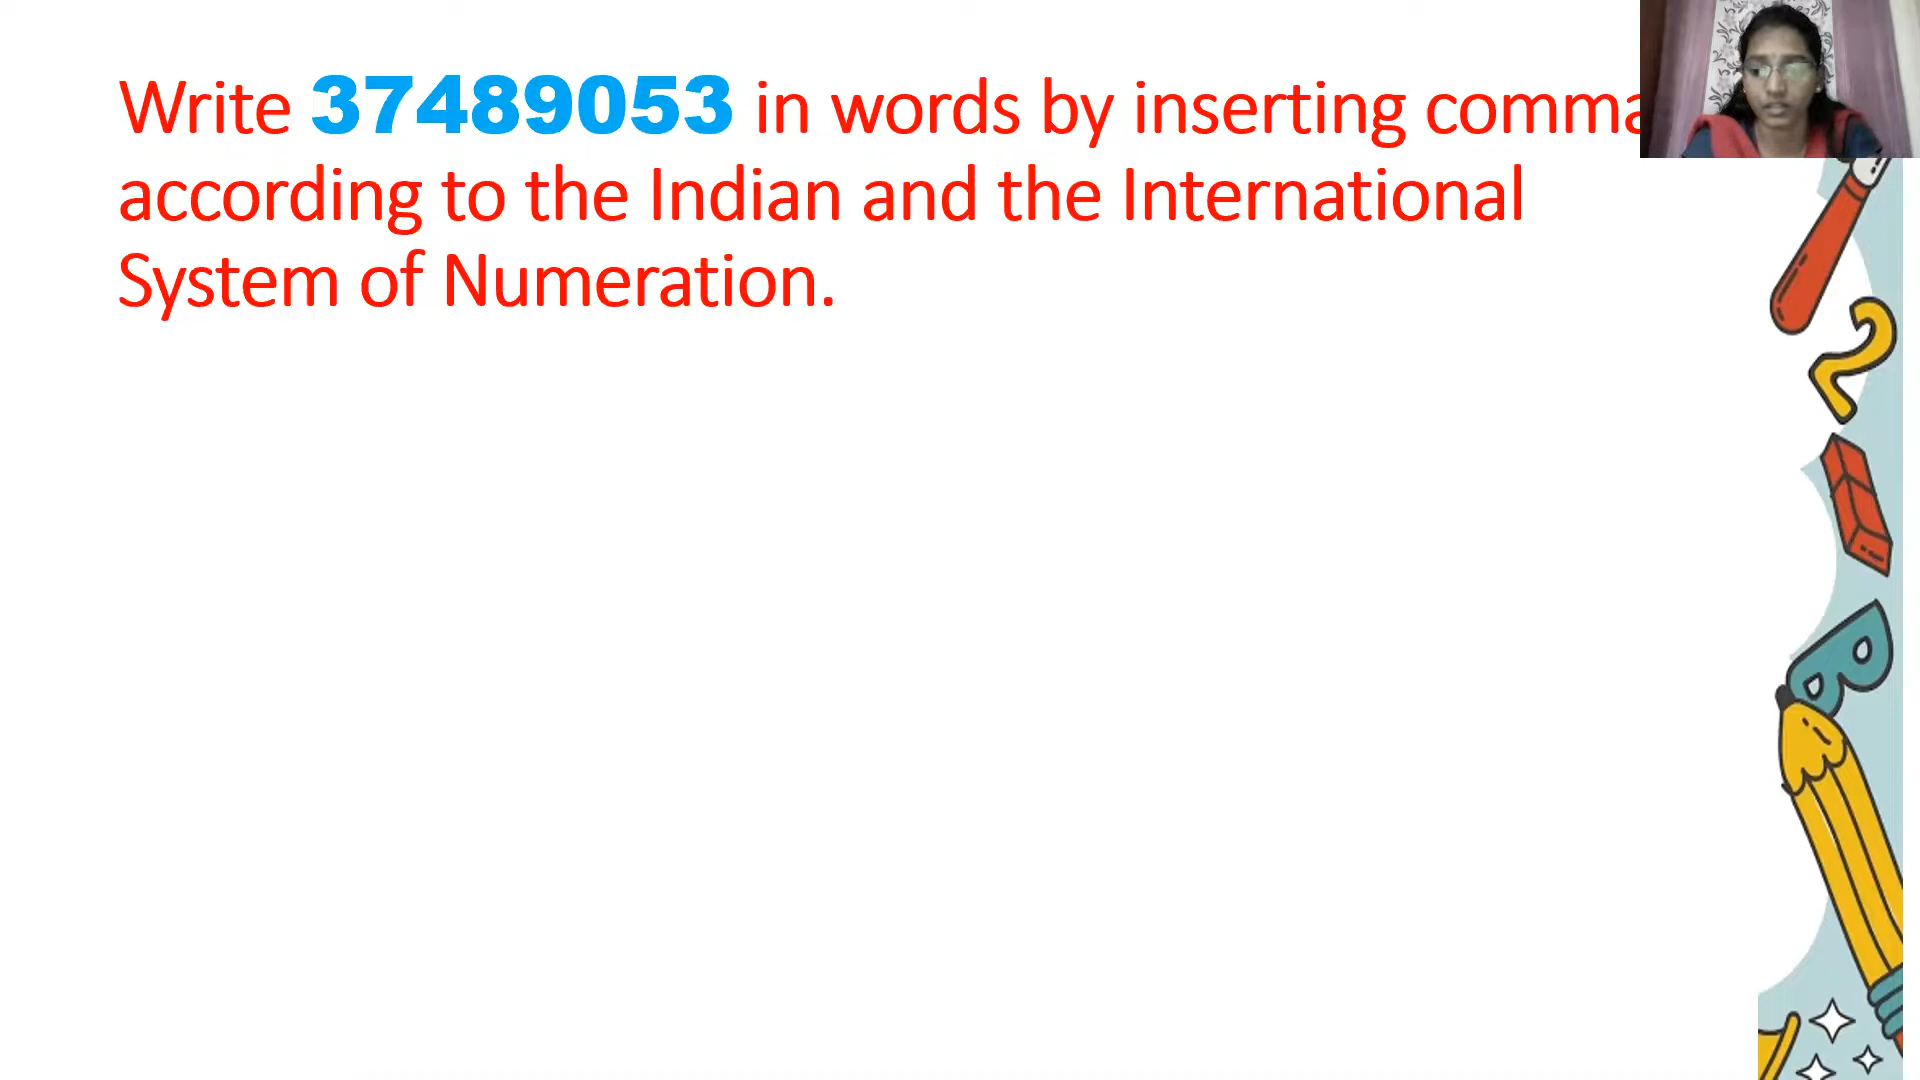 Write 37489053 in words by inserting comma
according to the Indian and the International
System of Numeration.